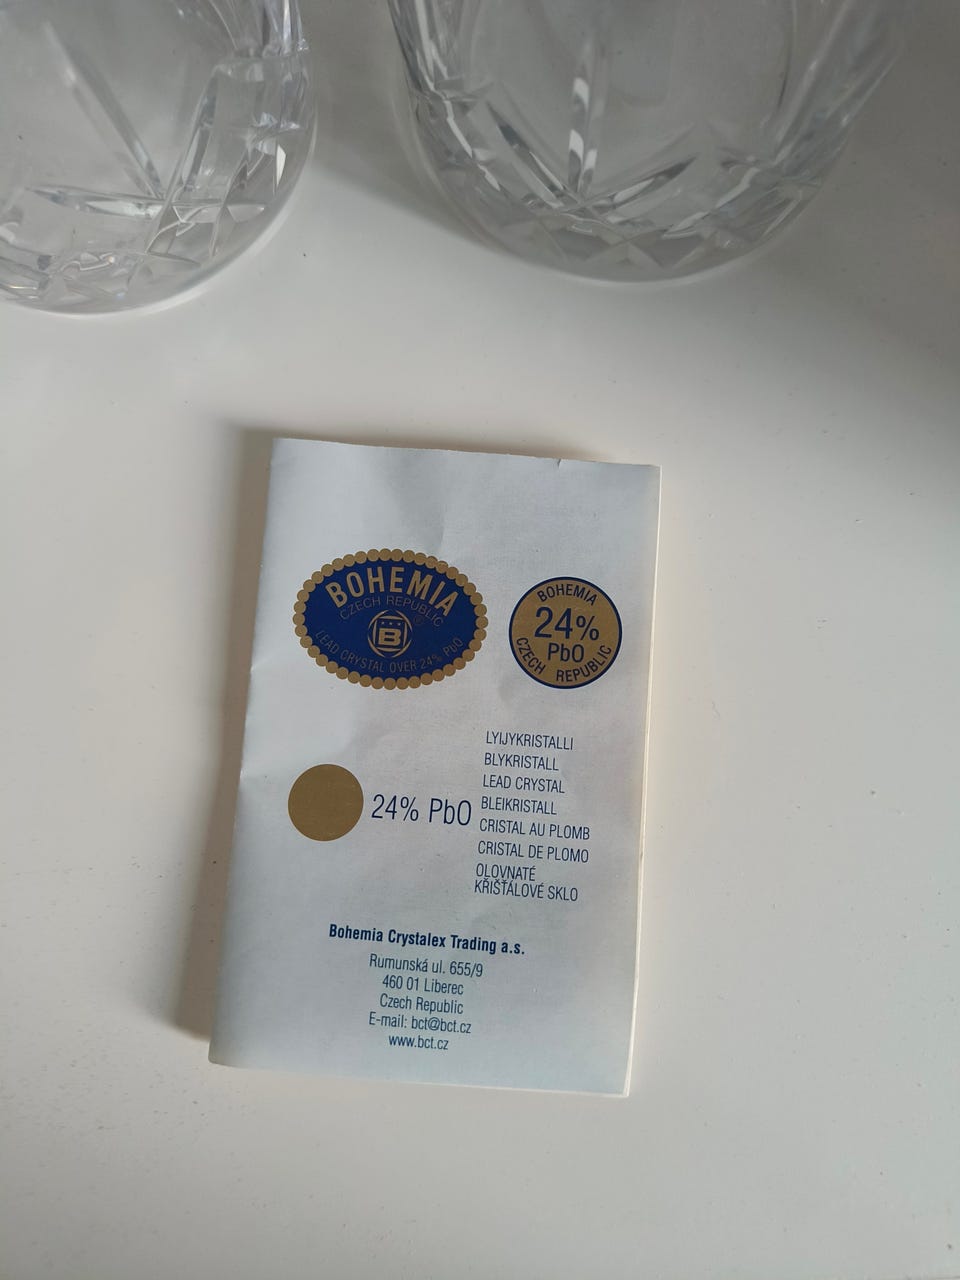 BOHEMIA
CZECH REPUBLIC
®
B
LEAD CRYSTAL OVER 24% PbO
BOHEMIA
24%
PbO
CZECH REPUBLIC
24% PbO
LYIJYKRISTALLI
BLYKRISTALL
LEAD CRYSTAL
BLEIKRISTALL
CRISTAL AU PLOMB
CRISTAL DE PLOMO
OLOVNATÉ
KŘIŠŤÁLOVÉ SKLO
Bohemia Crystalex Trading a.s.
Rumunská ul. 655/9
460 01 Liberec
Czech Republic
E-mail: bct@bct.cz
www.bct.cz